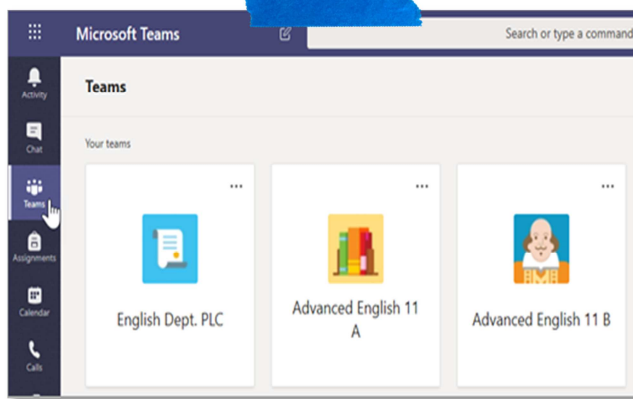 Microsoft Teams
Search or type a command
Activity
Teams
Chat
Your teams
Teams
Assignments
Calendar
Calls
...
...
...
English Dept. PLC
Advanced English 11
A
Advanced English 11 B